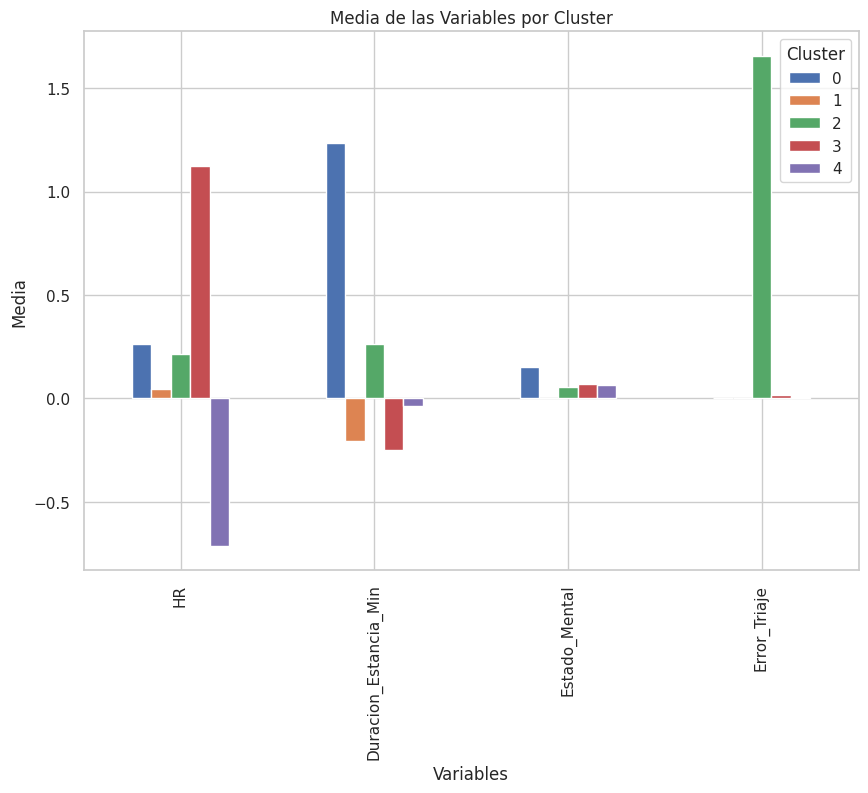 Media de las Variables por Cluster
Cluster
0
1
2
3
4
Media
1.5
1.0
0.5
0.0
−0.5
HR
Duracion_Estancia_Min
Estado_Mental
Error_Triaje
Variables